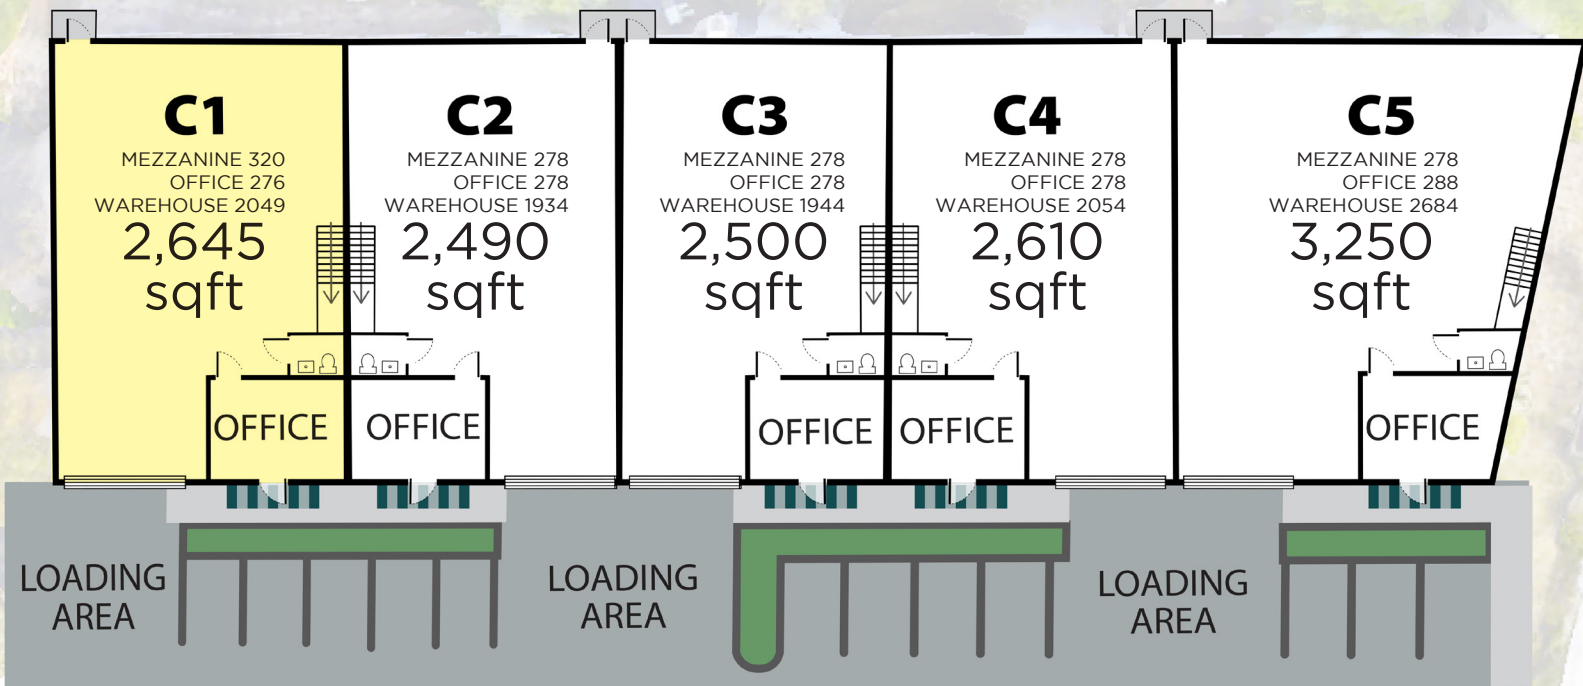 C1
MEZZANINE 320
OFFICE 276
WAREHOUSE 2049
2,645
sqft
OFFICE
C2
MEZZANINE 278
OFFICE 278
WAREHOUSE 1934
2,490
sqft
OFFICE
C3
MEZZANINE 278
OFFICE 278
WAREHOUSE 1944
2,500
sqft
OFFICE
C4
MEZZANINE 278
OFFICE 278
WAREHOUSE 2054
2,610
sqft
OFFICE
C5
MEZZANINE 278
OFFICE 288
WAREHOUSE 2684
3,250
sqft
OFFICE
LOADING
AREA
LOADING
AREA
LOADING
AREA